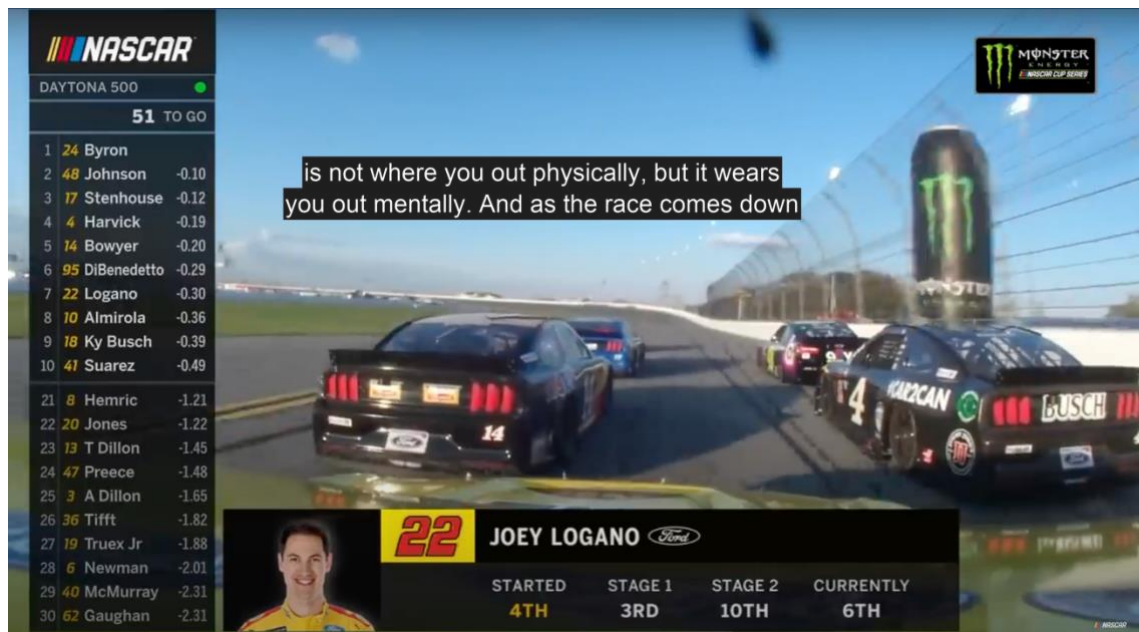 NASCAR
DAYTONA 500
51 TO GO
1 24 Byron
2 48 Johnson -0.10
3 17 Stenhouse -0.12
4 4 Harvick -0.19
5 14 Bowyer -0.20
6 95 DiBenedetto -0.29
7 22 Logano -0.30
8 10 Almirola -0.36
9 18 Ky Busch -0.39
10 41 Suarez -0.49
21 8 Hemric -1.21
22 20 Jones -1.22
23 13 T Dillon -1.45
24 47 Preece -1.48
25 3 A Dillon -1.65
26 36 Tifft -1.82
27 19 Truex Jr -1.88
28 6 Newman -2.01
29 40 McMurray -2.31
30 62 Gaughan -2.31
MONSTER
ENERGY
NASCAR CUP SERIES
is not where you out physically, but it wears
you out mentally. And as the race comes down
MONSTER
14
Ford
4
#CAR2CAN
BUSCH
Ford
22 JOEY LOGANO Ford
STARTED STAGE 1 STAGE 2 CURRENTLY
4TH 3RD 10TH 6TH
NASCAR